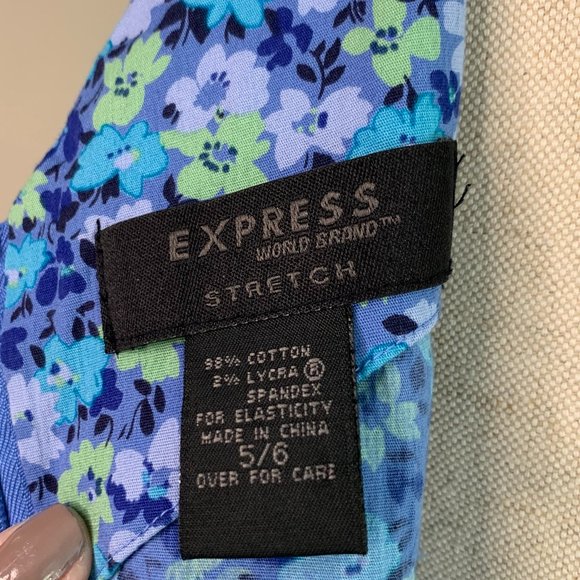 EXPRESS
WORLD BRAND™
STRETCH
98% COTTON
2% LYCRA ®
SPANDEX
FOR ELASTICITY
MADE IN CHINA
5/6
OVER FOR CARE